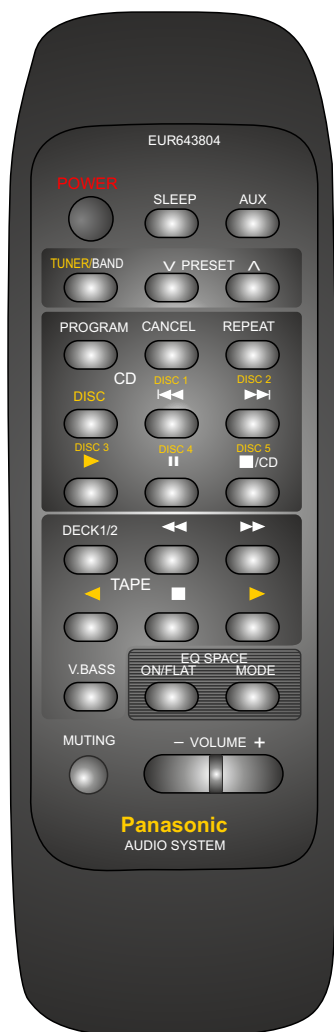 EUR643804
POWER
SLEEP AUX
TUNER/BAND PRESET
PROGRAM CANCEL REPEAT
CD DISC 1 DISC 2
DISC
DISC 3 DISC 4 DISC 5
/CD
DECK1/2
TAPE
EQ SPACE
V.BASS ON/FLAT MODE
MUTING – VOLUME +
Panasonic
AUDIO SYSTEM